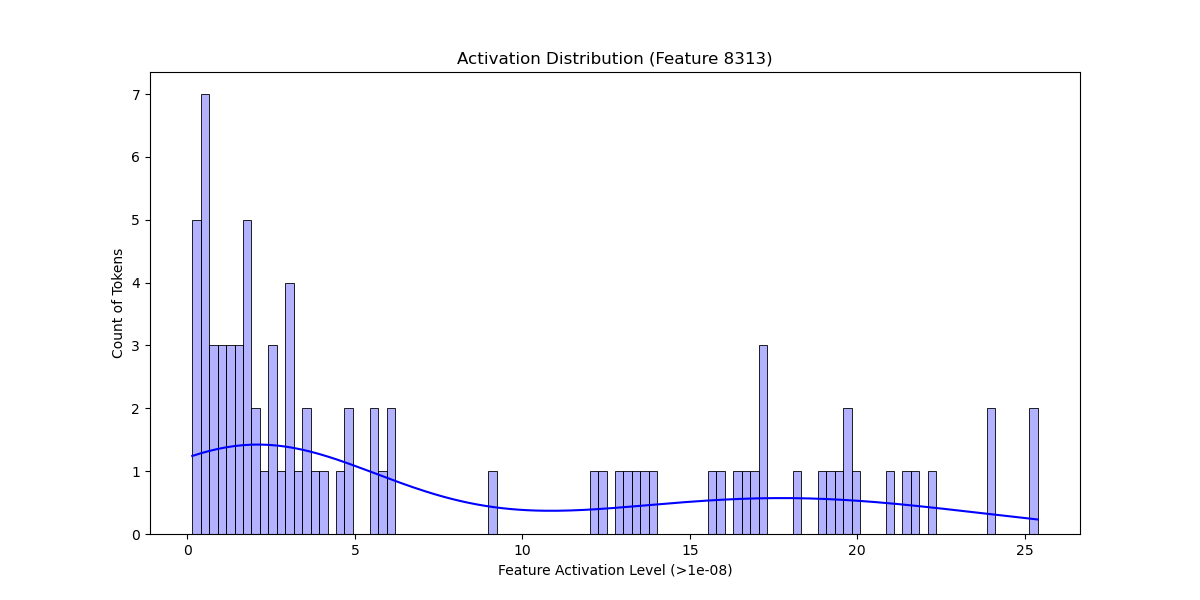 Activation Distribution (Feature 8313)
7
6
5
4
3
2
1
0
Count of Tokens
0 5 10 15 20 25
Feature Activation Level (>1e-08)